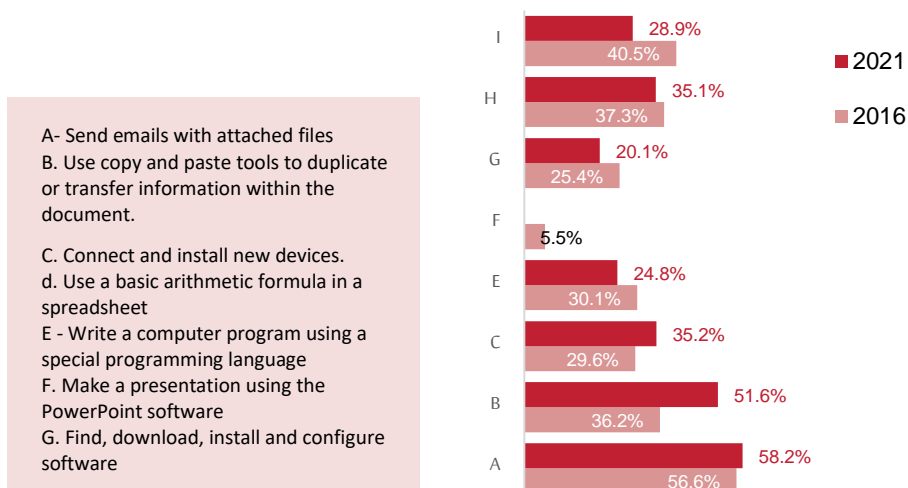 A- Send emails with attached files
B. Use copy and paste tools to duplicate
or transfer information within the
document.
C. Connect and install new devices.
d. Use a basic arithmetic formula in a
spreadsheet
E - Write a computer program using a
special programming language
F. Make a presentation using the
PowerPoint software
G. Find, download, install and configure
software
I
28.9%
40.5%
H
35.1%
37.3%
G
20.1%
25.4%
F
5.5%
E
24.8%
30.1%
C
35.2%
29.6%
B
51.6%
36.2%
A
58.2%
56.6%
2021
2016